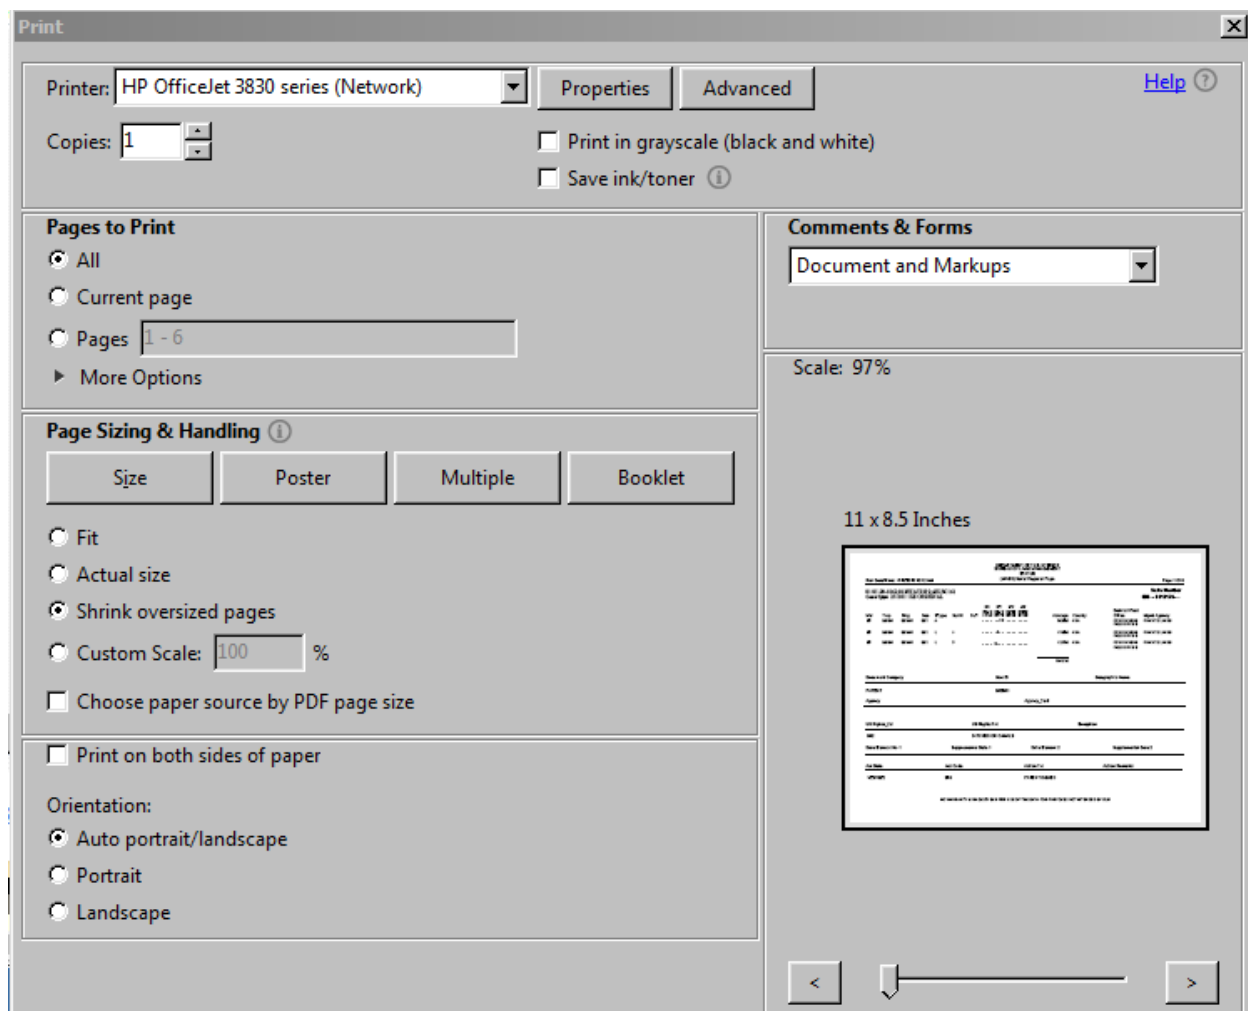 Print
Printer: HP OfficeJet 3830 series (Network) Properties Advanced Help ?
Copies: 1
Print in grayscale (black and white)
Save ink/toner
Pages to Print
All
Current page
Pages 1 - 6
More Options
Comments & Forms
Document and Markups
Page Sizing & Handling
Size Poster Multiple Booklet
Fit
Actual size
Shrink oversized pages
Custom Scale: 100 %
Choose paper source by PDF page size
Print on both sides of paper
Orientation:
Auto portrait/landscape
Portrait
Landscape
Scale: 97%
11 x 8.5 Inches
< >